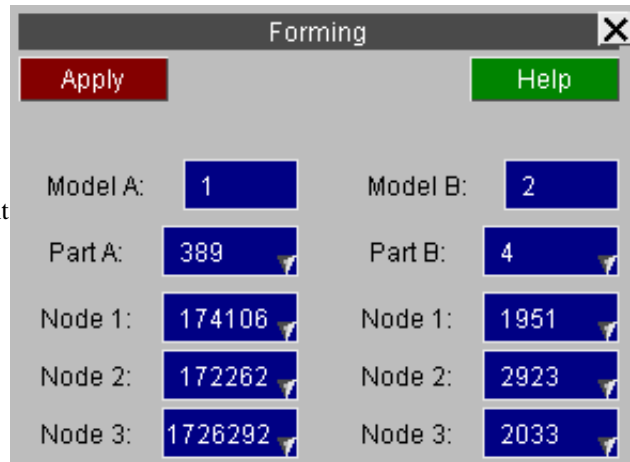 Forming X
Apply Help
Model A: 1 Model B: 2
t
Part A: 389 Part B: 4
Node 1: 174106 Node 1: 1951
Node 2: 172262 Node 2: 2923
Node 3: 1726292 Node 3: 2033